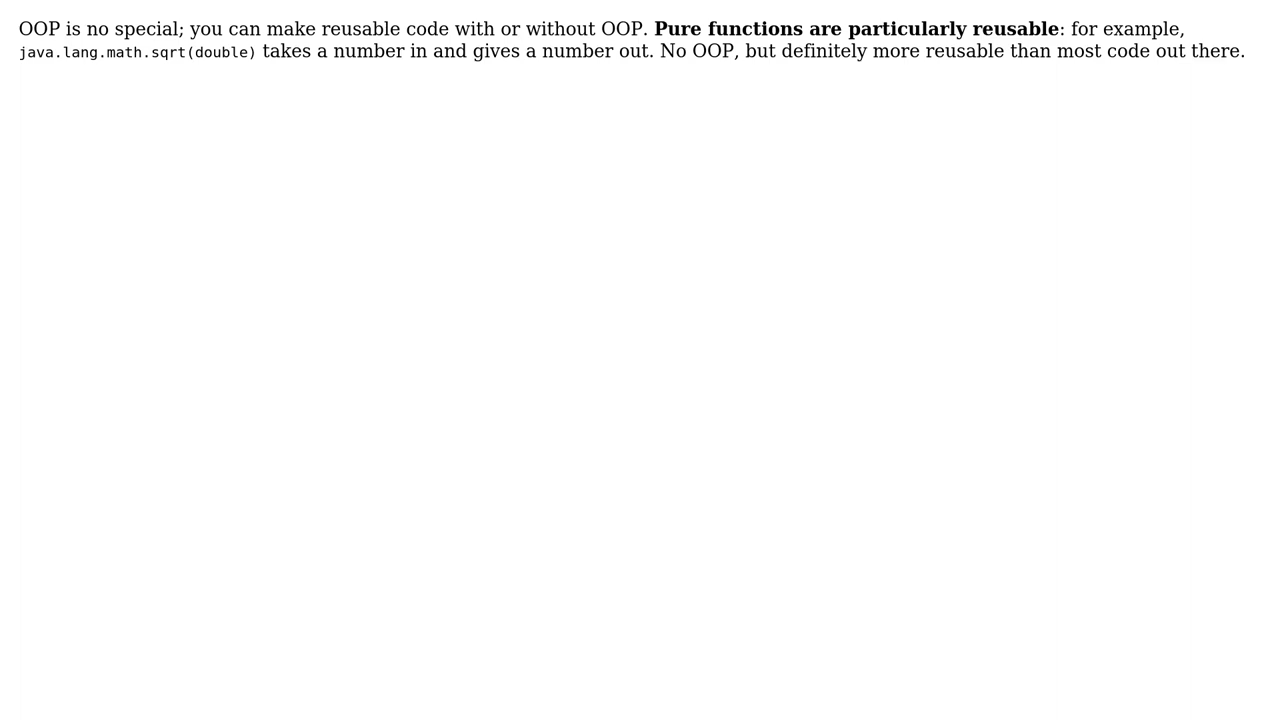 OOP is no special; you can make reusable code with or without OOP. Pure functions are particularly reusable: for example,
java.lang.math.sqrt(double) takes a number in and gives a number out. No OOP, but definitely more reusable than most code out there.